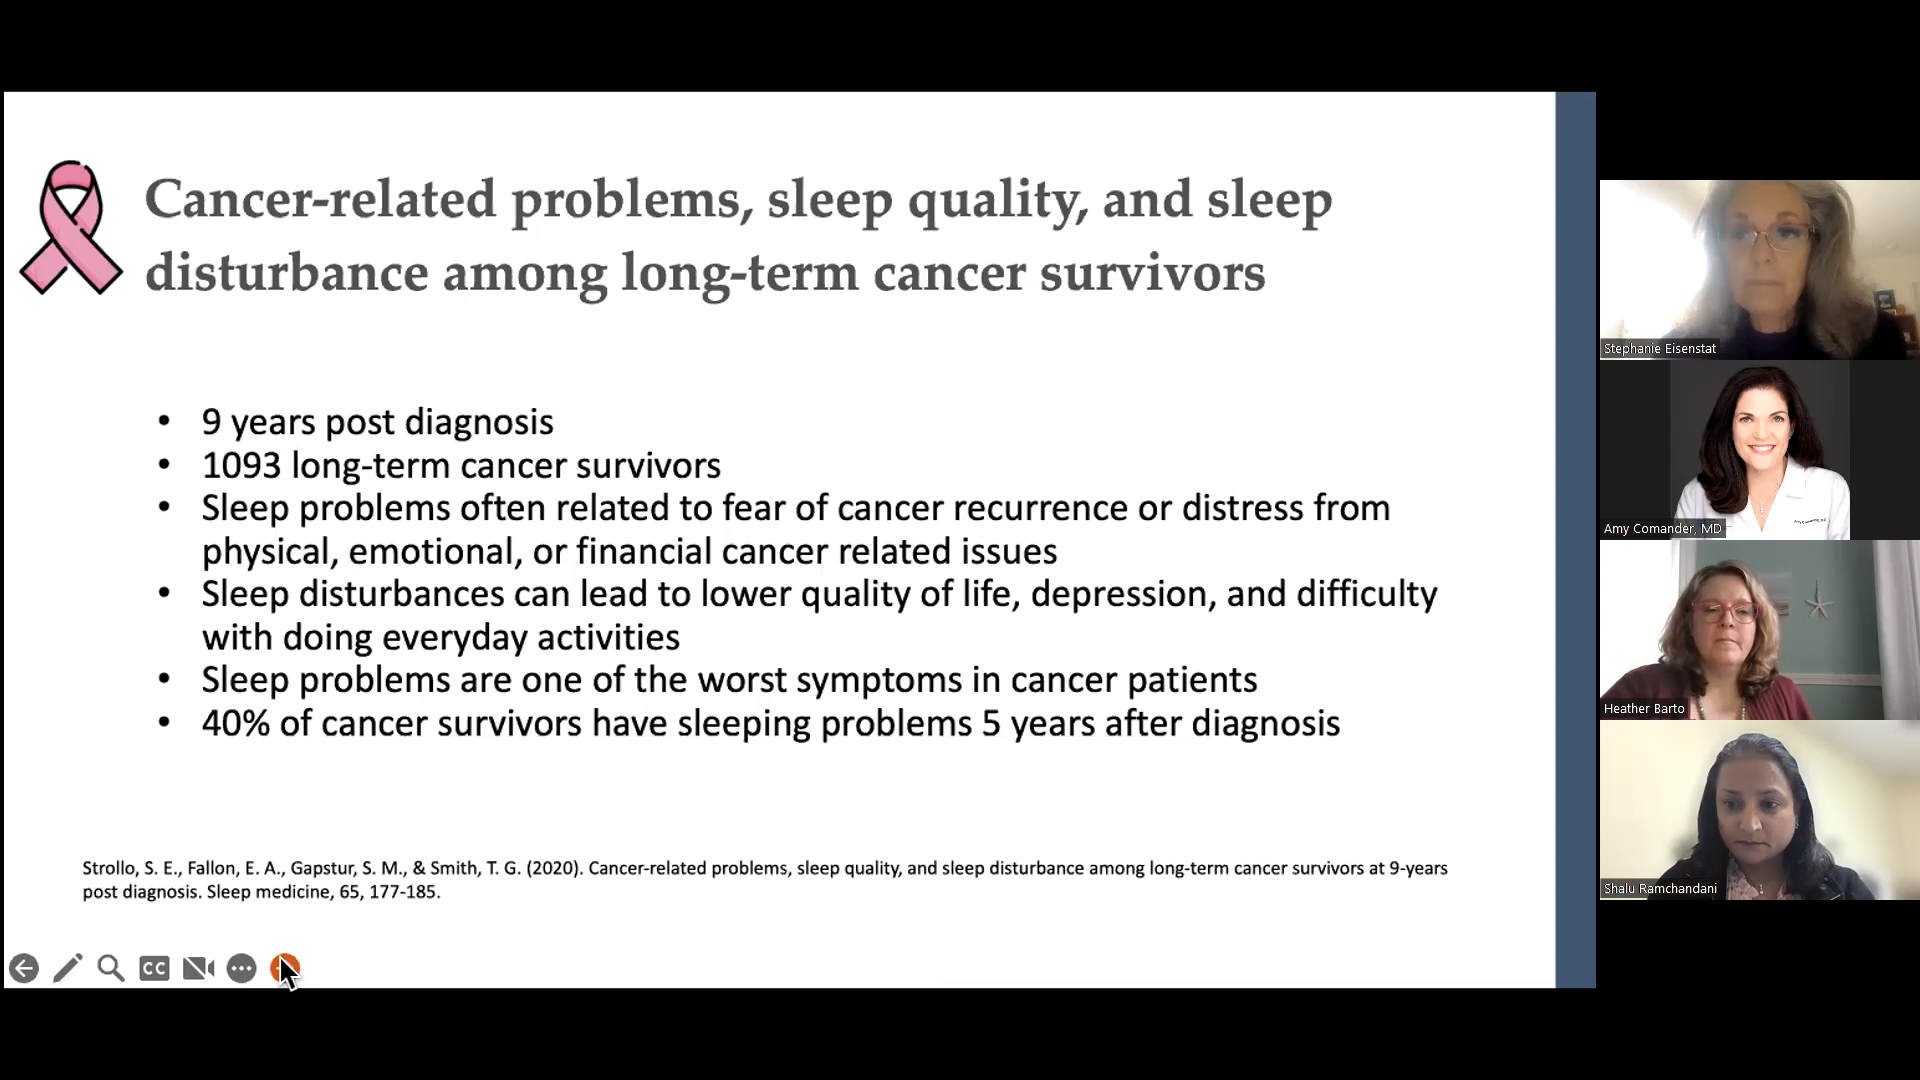 Cancer-related problems, sleep quality, and sleep
disturbance among long-term cancer survivors
• 9 years post diagnosis
• 1093 long-term cancer survivors
• Sleep problems often related to fear of cancer recurrence or distress from
physical, emotional, or financial cancer related issues
• Sleep disturbances can lead to lower quality of life, depression, and difficulty
with doing everyday activities
• Sleep problems are one of the worst symptoms in cancer patients
• 40% of cancer survivors have sleeping problems 5 years after diagnosis
Strollo, S. E., Fallon, E. A., Gapstur, S. M., & Smith, T. G. (2020). Cancer-related problems, sleep quality, and sleep disturbance among long-term cancer survivors at 9-years
post diagnosis. Sleep medicine, 65, 177-185.
CC
Stephanie Eisenstat
Amy Comander, MD
Heather Barto
Shalu Ramchandani